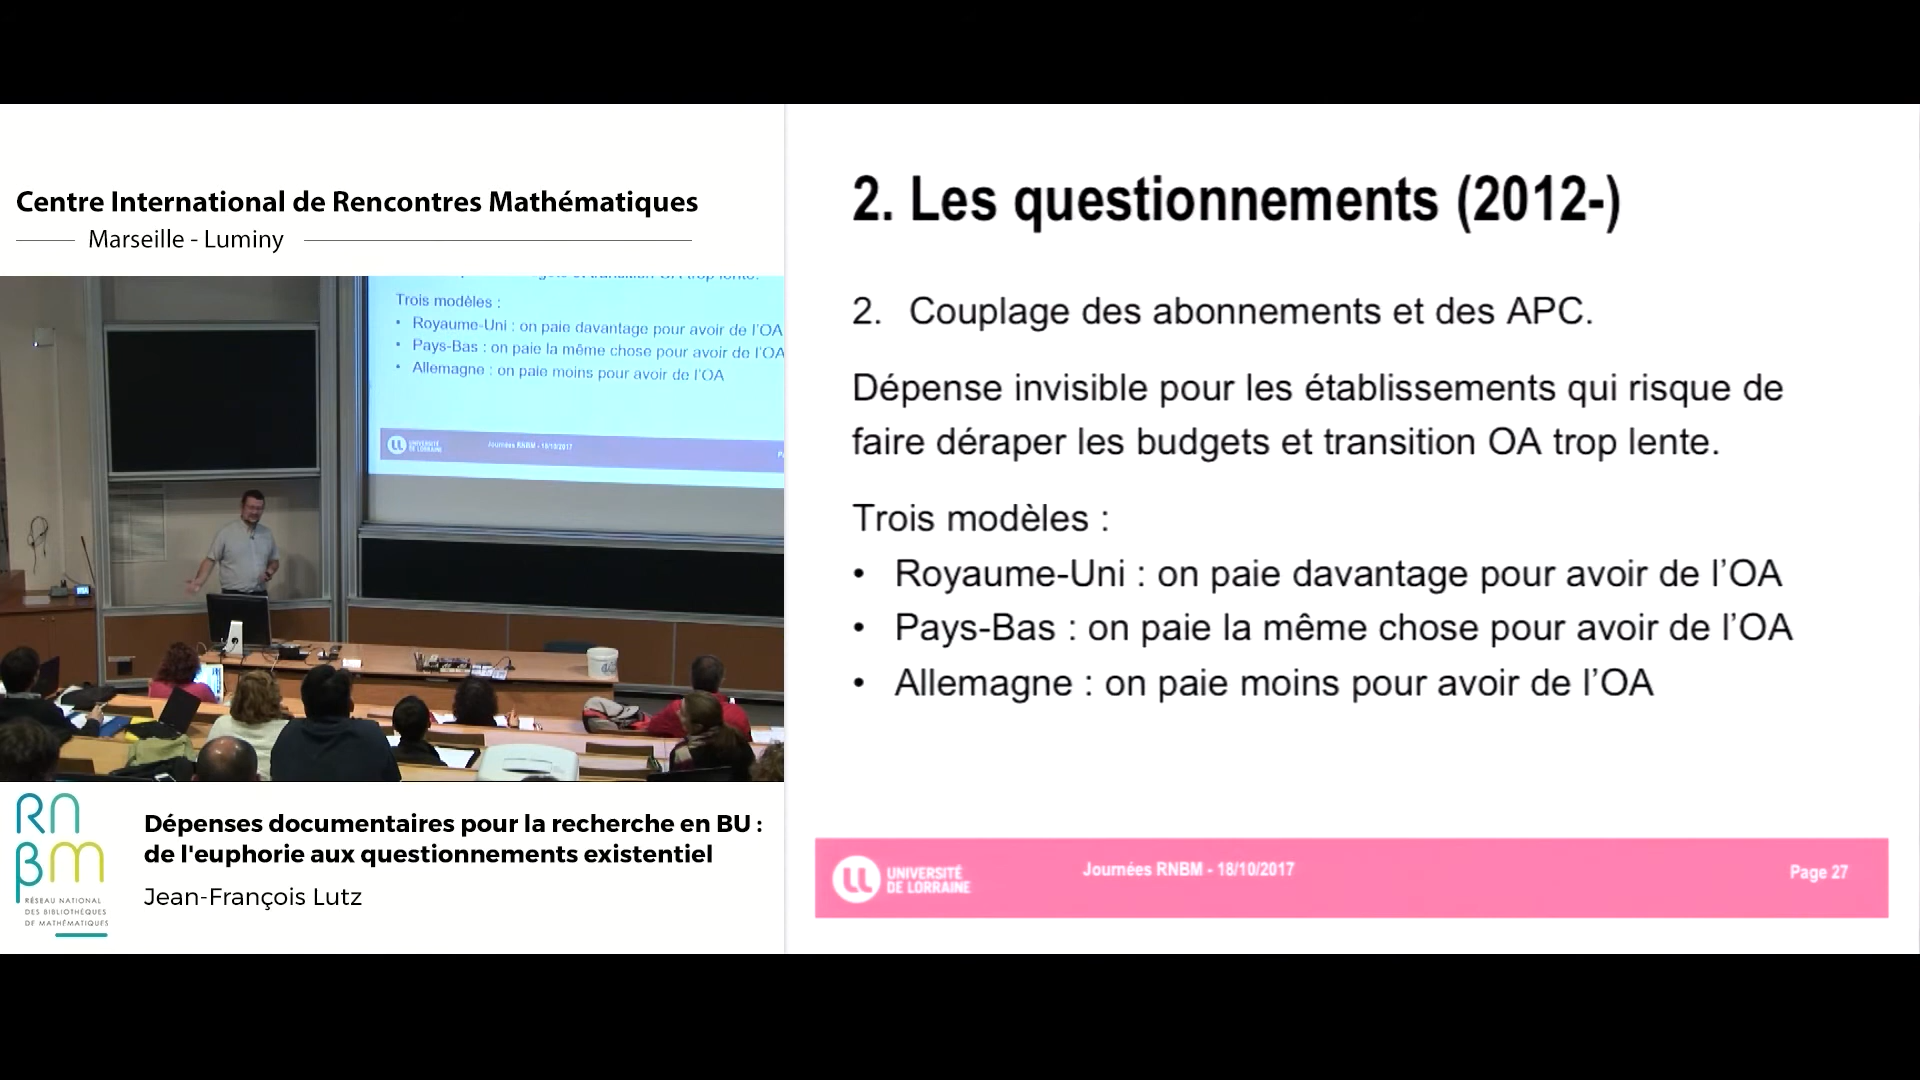 Centre International de Rencontres Mathématiques
Marseille - Luminy
Trois modèles :
• Royaume-Uni : on paie davantage pour avoir de l'OA
• Pays-Bas : on paie la même chose pour avoir de l'OA
• Allemagne : on paie moins pour avoir de l'OA
UNIVERSITÉ
DE LORRAINE
Journées RNBM - 18/10/2017
RNBM
RÉSEAU NATIONAL
DES BIBLIOTHÈQUES
DE MATHÉMATIQUES
Dépenses documentaires pour la recherche en BU :
de l'euphorie aux questionnements existentiel
Jean-François Lutz
2. Les questionnements (2012-)
2. Couplage des abonnements et des APC.
Dépense invisible pour les établissements qui risque de
faire déraper les budgets et transition OA trop lente.
Trois modèles :
• Royaume-Uni : on paie davantage pour avoir de l'OA
• Pays-Bas : on paie la même chose pour avoir de l'OA
• Allemagne : on paie moins pour avoir de l'OA
UNIVERSITÉ
DE LORRAINE
Journées RNBM - 18/10/2017
Page 27